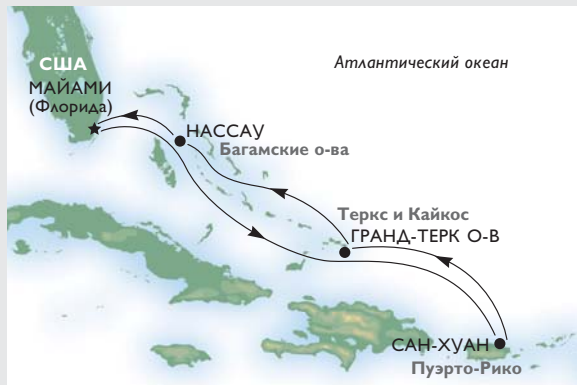 США
МАЙАМИ
(Флорида)
Атлантический океан
НАССАУ
Багамские о-ва
Теркс и Кайкос
ГРАНД-ТЕРК О-В
САН-ХУАН
Пуэрто-Рико